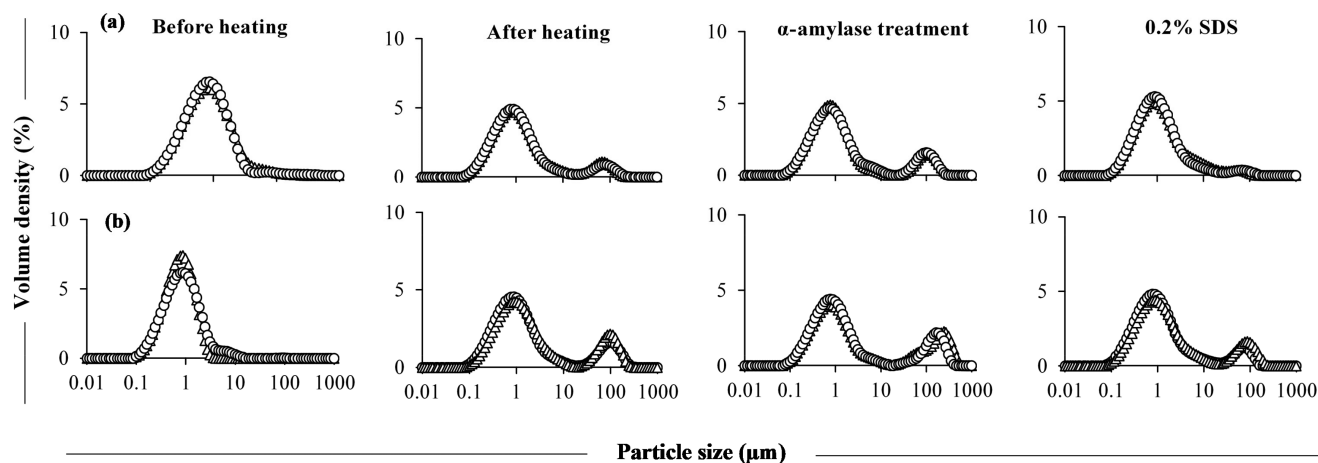 (a)
Before heating
After heating
α-amylase treatment
0.2% SDS
10
5
0
10
5
0
10
5
0
10
5
0
(b)
10
5
0
10
5
0
10
5
0
10
5
0
0.01 0.1 1 10 100 1000
0.01 0.1 1 10 100 1000
0.01 0.1 1 10 100 1000
0.01 0.1 1 10 100 1000
Volume density (%)
Particle size (µm)